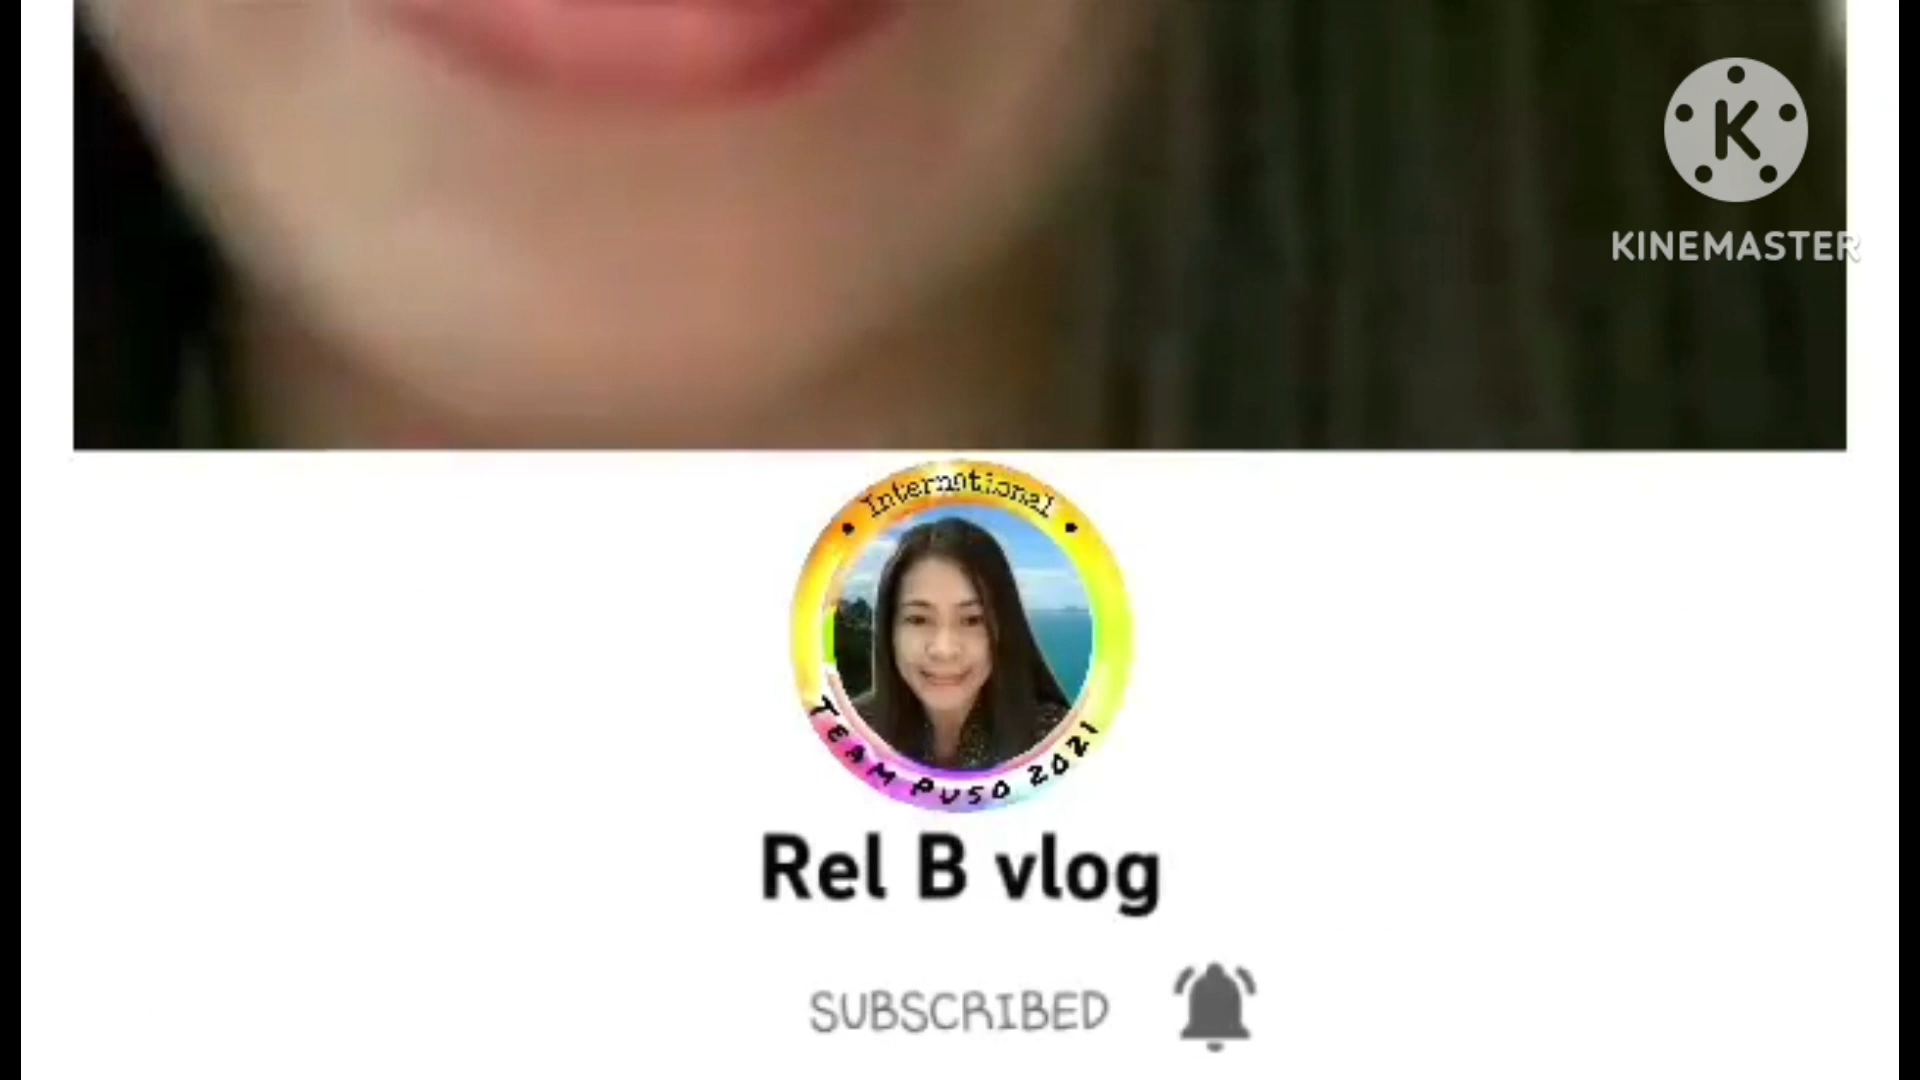 K
KINEMASTER
International
TEAM PUSO 2021
Rel B vlog
SUBSCRIBED